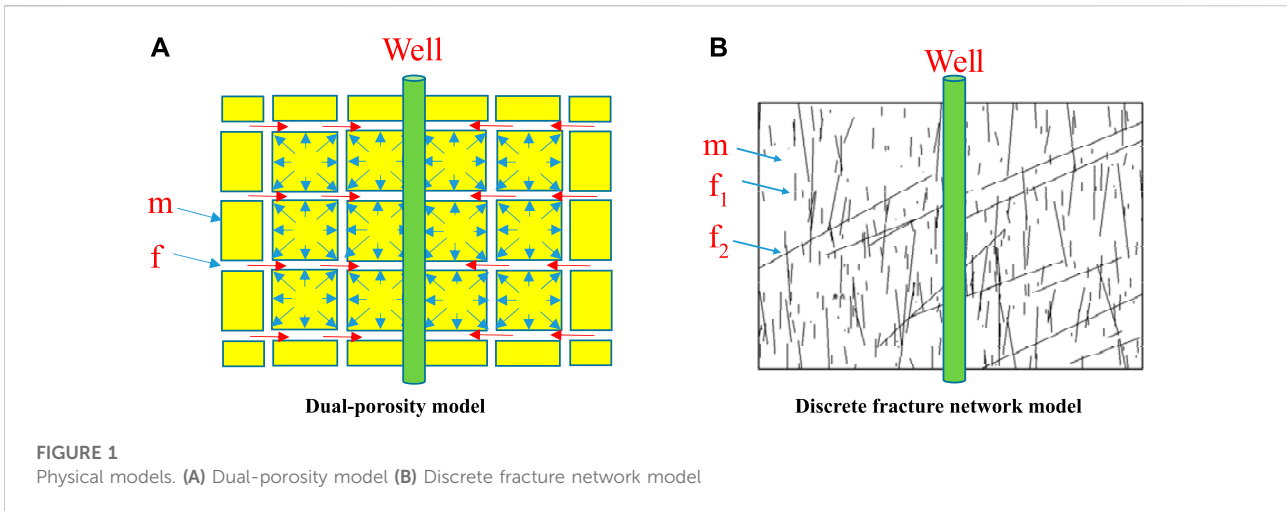 A
Well
m
f
Dual-porosity model
B
Well
m
f₁
f₂
Discrete fracture network model
FIGURE 1
Physical models. (A) Dual-porosity model (B) Discrete fracture network model